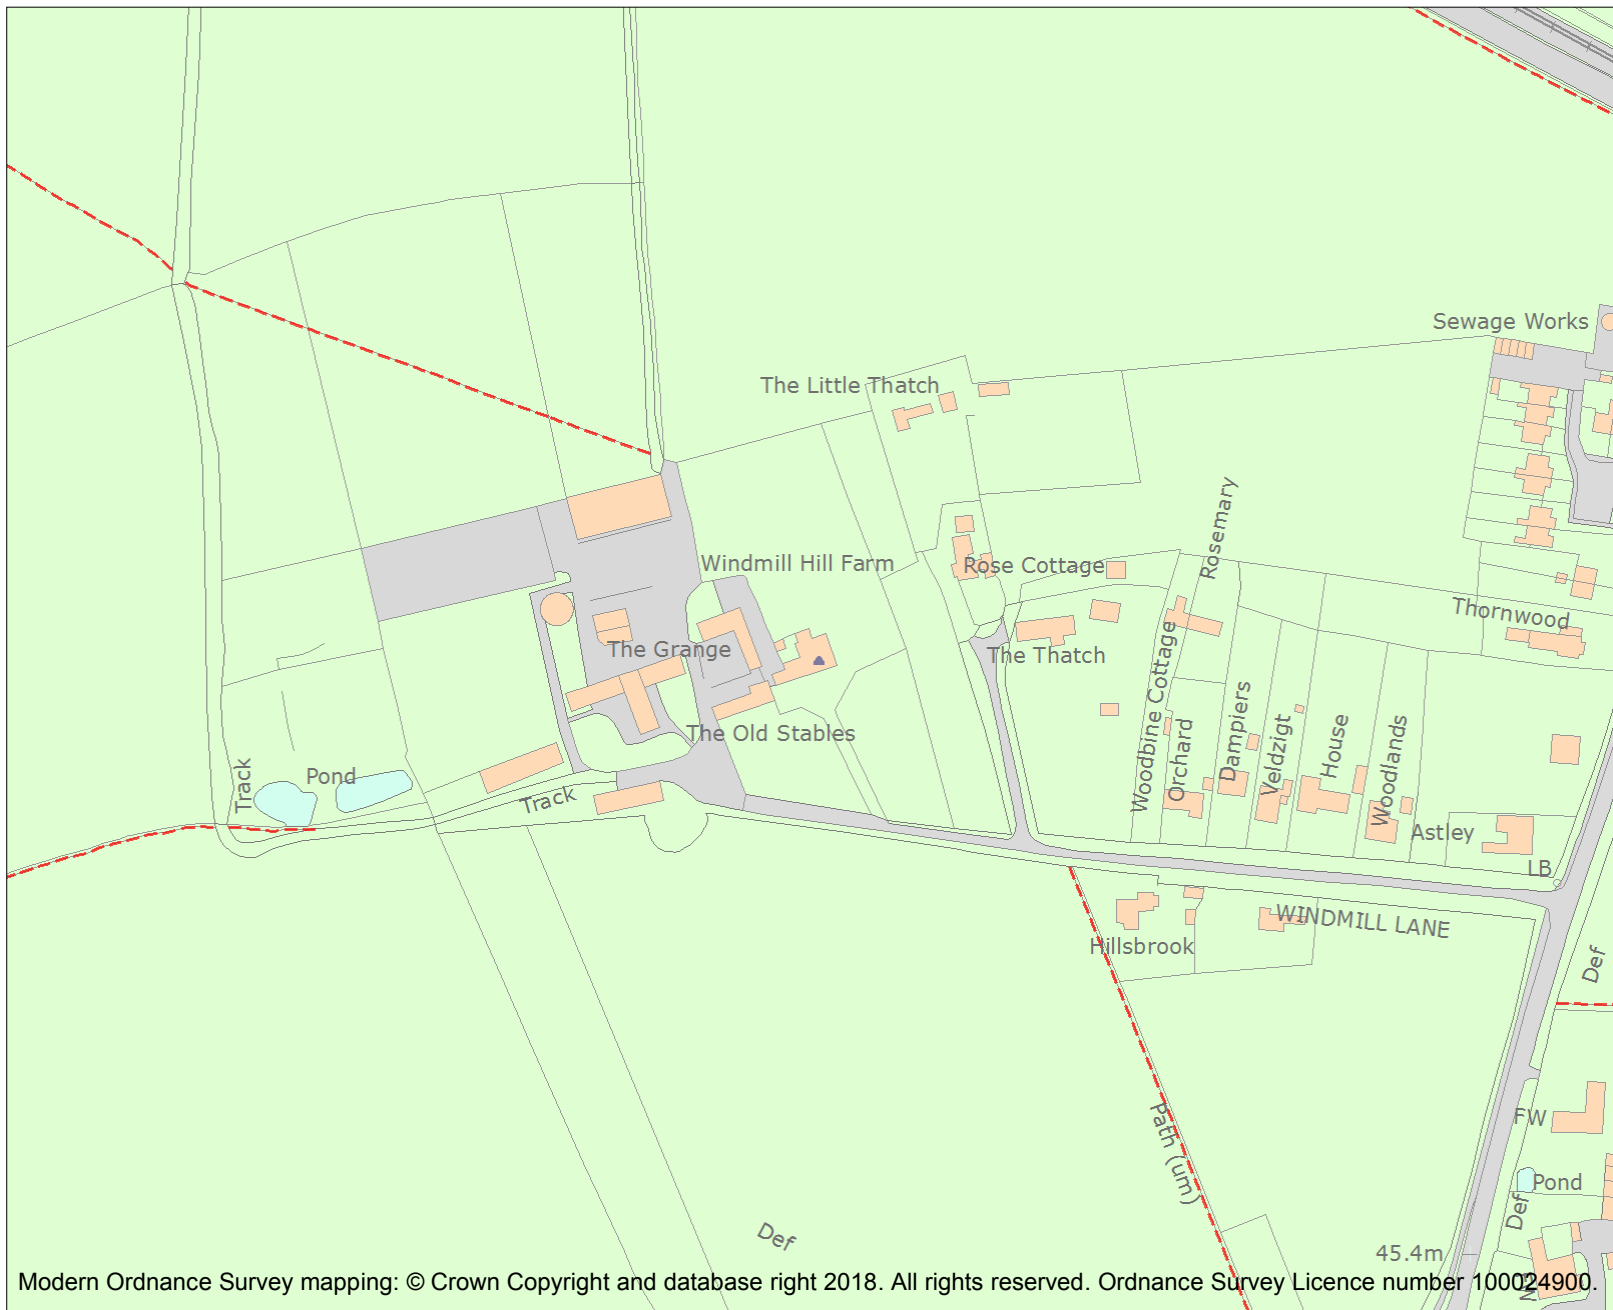 Sewage Works
The Little Thatch
Rosemary
Windmill Hill Farm
Rose Cottage
Thornwood
The Grange
The Thatch
Woodbine Cottage
The Old Stables
Orchard
Dampiers
Veldzigt
House
Woodlands
Track
Pond
Track
Astley
LB
WINDMILL LANE
Hillsbrook
Def
Path (um)
FW
Pond
Def
Def
45.4m
Modern Ordnance Survey mapping: © Crown Copyright and database right 2018. All rights reserved. Ordnance Survey Licence number 100024900.